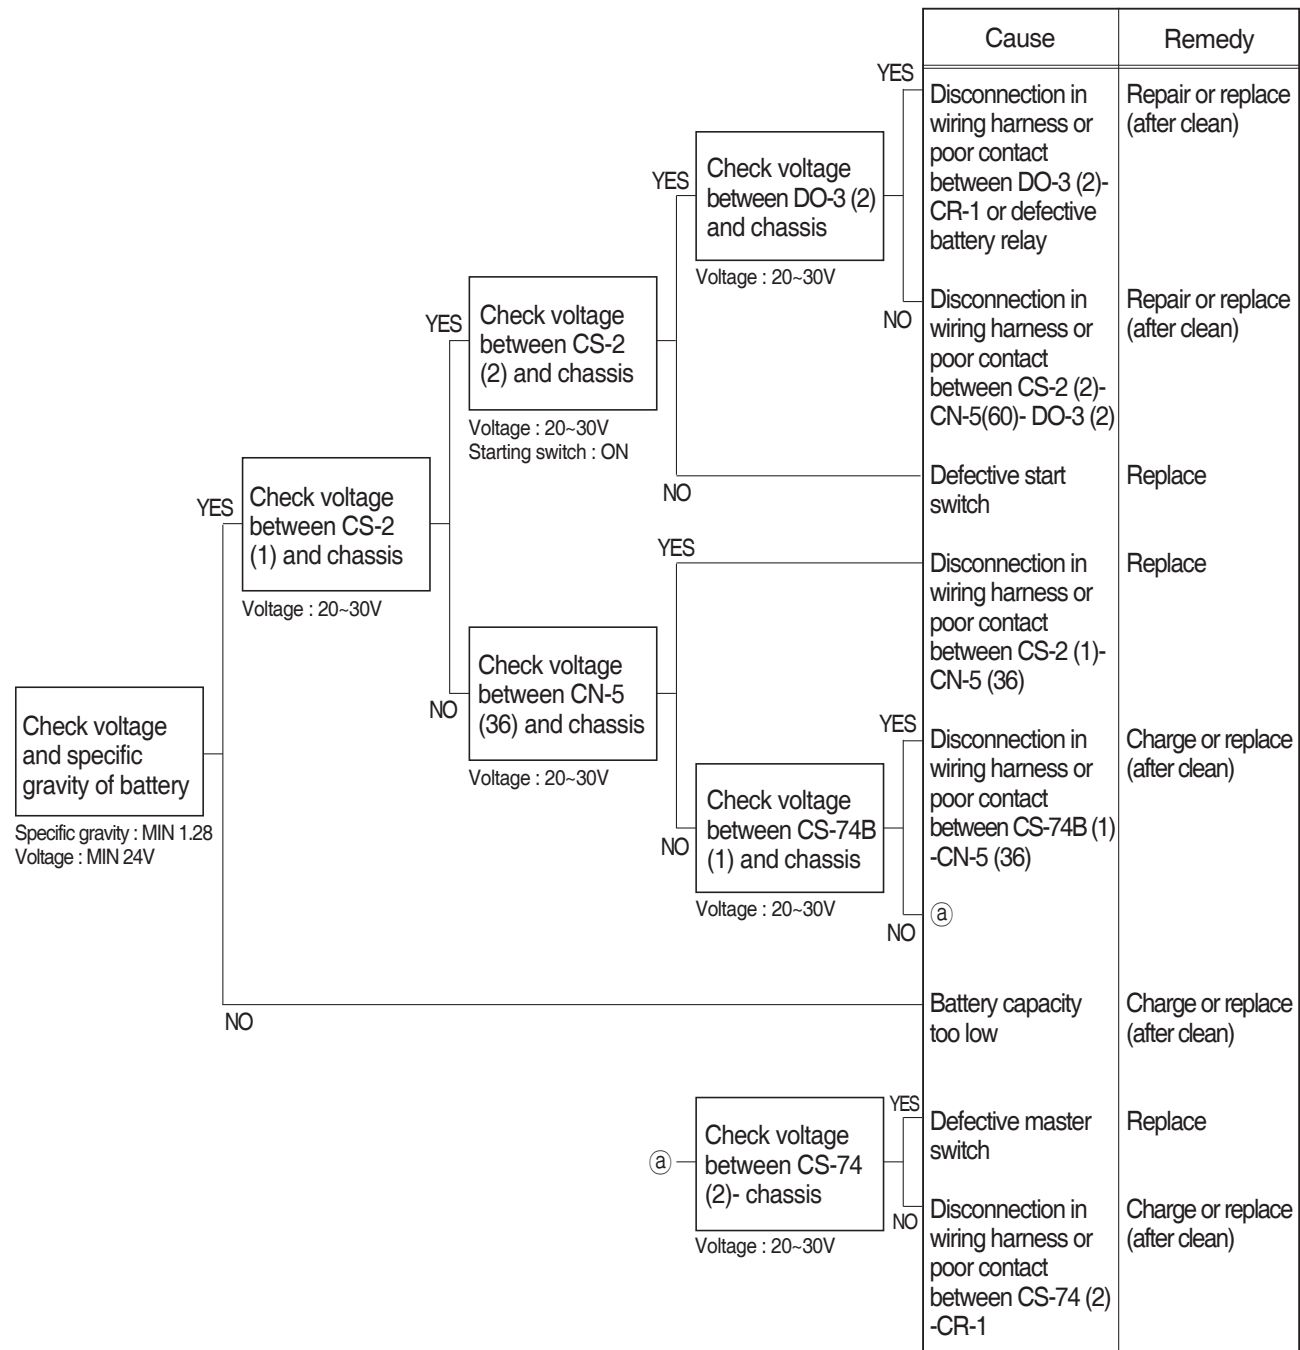 Cause
Remedy
YES
Disconnection in
wiring harness or
poor contact
between DO-3 (2)-
CR-1 or defective
battery relay
Repair or replace
(after clean)
YES
Check voltage
between DO-3 (2)
and chassis
Voltage : 20~30V
NO
Disconnection in
wiring harness or
poor contact
between CS-2 (2)-
CN-5(60)- DO-3 (2)
Repair or replace
(after clean)
YES
Check voltage
between CS-2
(2) and chassis
Voltage : 20~30V
Starting switch : ON
NO
Defective start
switch
Replace
YES
Check voltage
between CS-2
(1) and chassis
Voltage : 20~30V
YES
Disconnection in
wiring harness or
poor contact
between CS-2 (1)-
CN-5 (36)
Replace
NO
Check voltage
between CN-5
(36) and chassis
Voltage : 20~30V
Check voltage
and specific
gravity of battery
Specific gravity : MIN 1.28
Voltage : MIN 24V
YES
Disconnection in
wiring harness or
poor contact
between CS-74B (1)
-CN-5 (36)
Charge or replace
(after clean)
NO
Check voltage
between CS-74B
(1) and chassis
Voltage : 20~30V
NO
ⓐ
NO
Battery capacity
too low
Charge or replace
(after clean)
ⓐ
Check voltage
between CS-74
(2)- chassis
Voltage : 20~30V
YES
Defective master
switch
Replace
NO
Disconnection in
wiring harness or
poor contact
between CS-74 (2)
-CR-1
Charge or replace
(after clean)